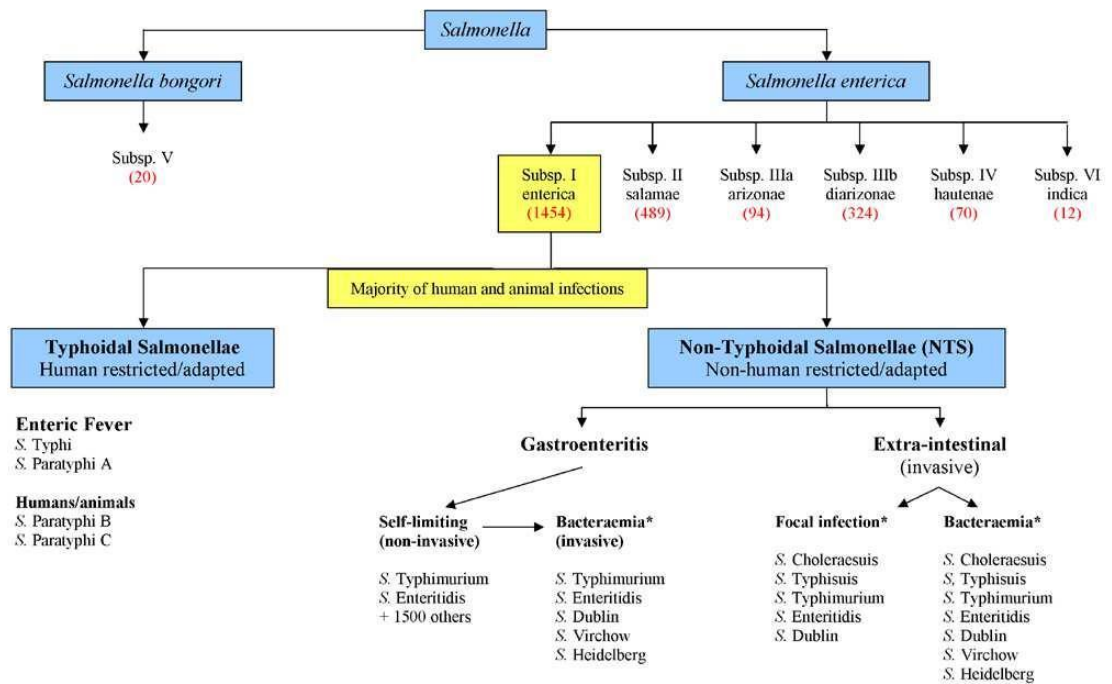 Salmonella
Salmonella bongori
Salmonella enterica
Subsp. V
(20)
Subsp. I
enterica
(1454)
Subsp. II
salamae
(489)
Subsp. IIIa
arizonae
(94)
Subsp. IIIb
diarizonae
(324)
Subsp. IV
hautenae
(70)
Subsp. VI
indica
(12)
Majority of human and animal infections
Typhoidal Salmonellae
Human restricted/adapted
Non-Typhoidal Salmonellae (NTS)
Non-human restricted/adapted
Enteric Fever
S. Typhi
S. Paratyphi A
Humans/animals
S. Paratyphi B
S. Paratyphi C
Gastroenteritis
Extra-intestinal
(invasive)
Self-limiting
(non-invasive)
S. Typhimurium
S. Enteritidis
+ 1500 others
Bacteraemia*
(invasive)
S. Typhimurium
S. Enteritidis
S. Dublin
S. Virchow
S. Heidelberg
Focal infection*
S. Choleraesuis
S, Typhisuis
S. Typhimurium
S. Enteritidis
S. Dublin
Bacteraemia*
S. Choleraesuis
S, Typhisuis
S. Typhimurium
S. Enteritidis
S. Dublin
S. Virchow
S. Heidelberg